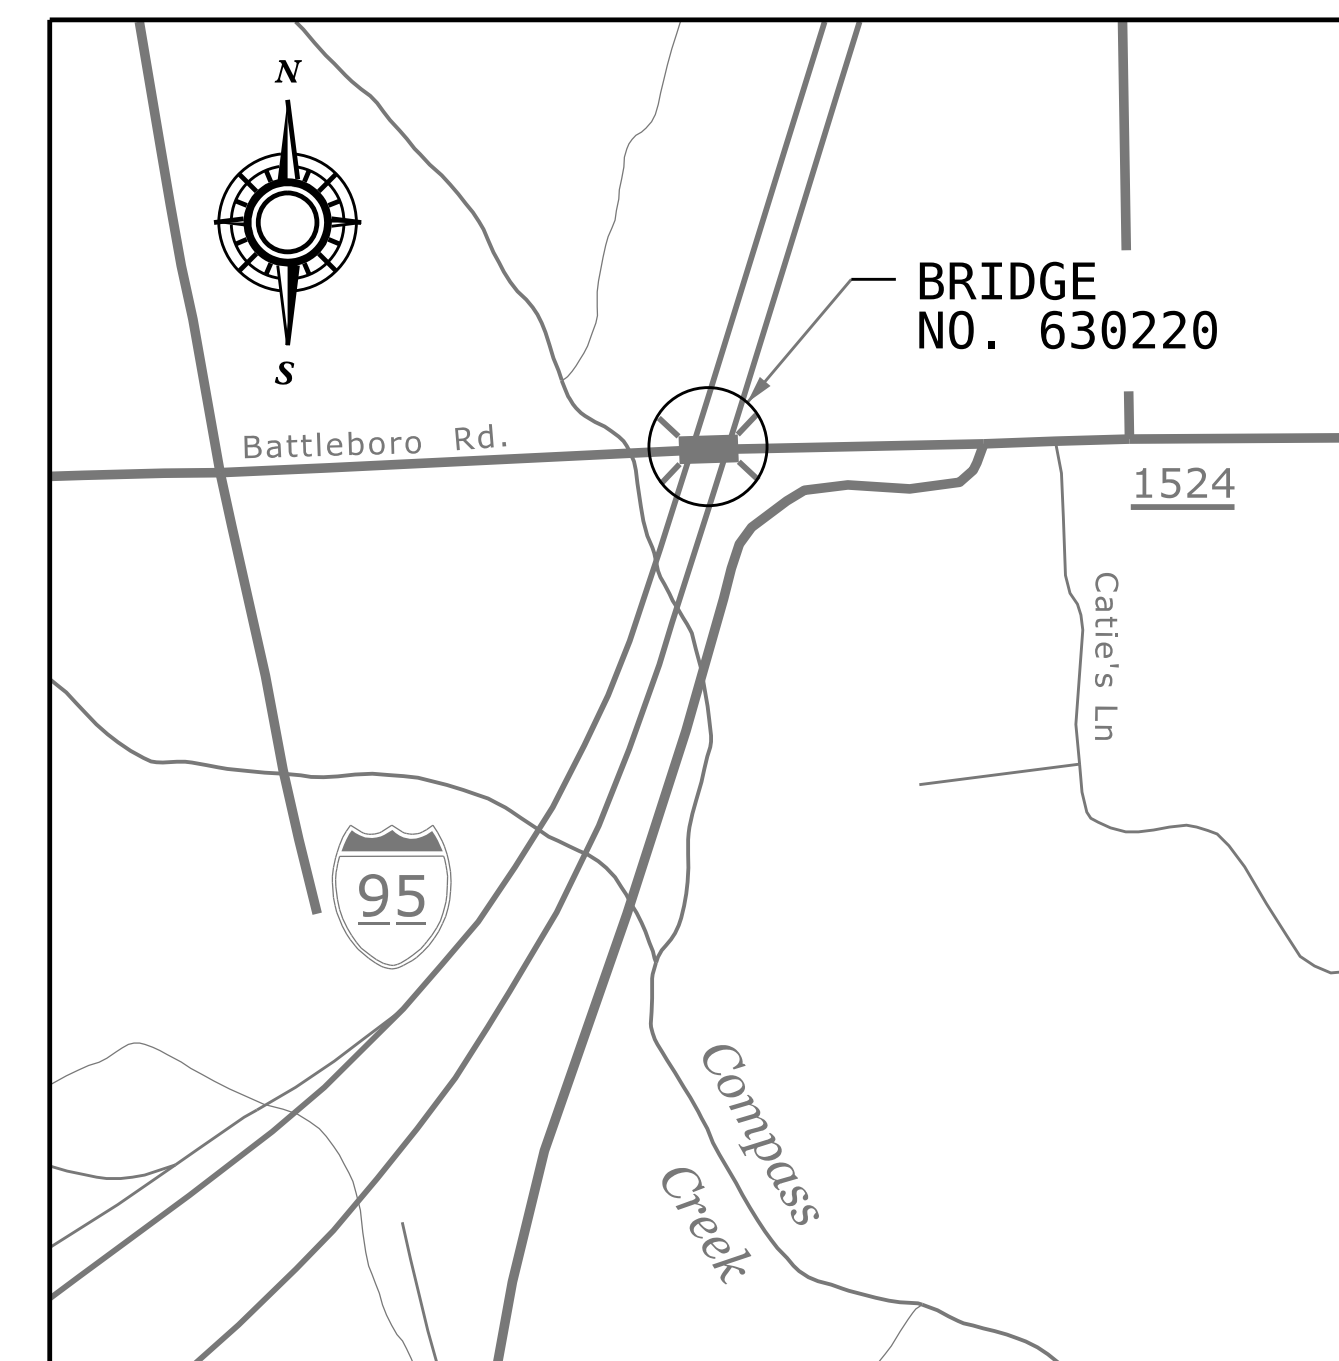 N
S
BRIDGE
NO. 630220
Battleboro Rd.
1524
Catie's Ln
95
Compass
Creek